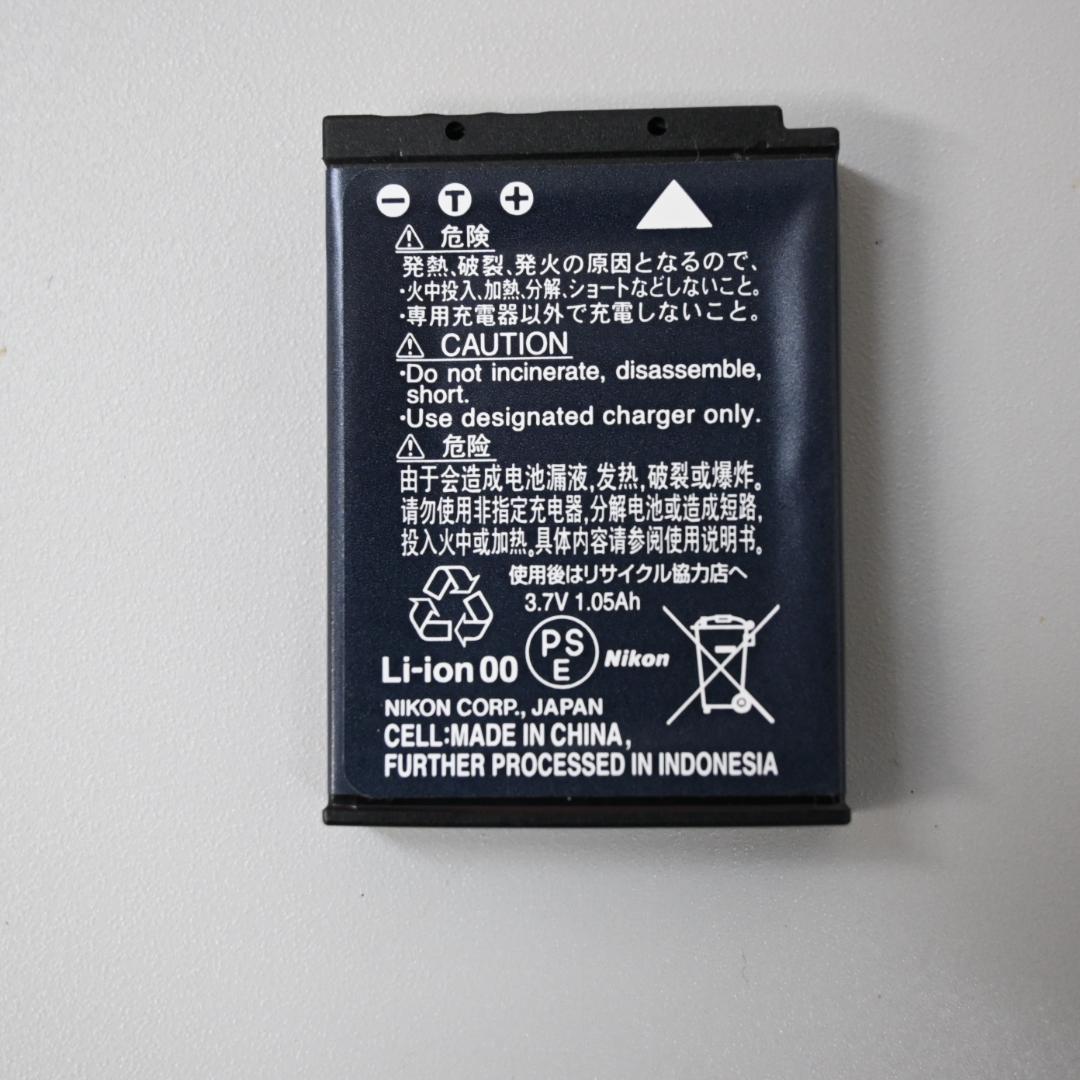 − T +
危険
発熱、破裂、発火の原因となるので、
・火中投入、加熱、分解、ショートなどしないこと。
・専用充電器以外で充電しないこと。
CAUTION
・Do not incinerate, disassemble,
short.
・Use designated charger only.
危险
由于会造成电池漏液,发热,破裂或爆炸。
请勿使用非指定充电器,分解电池或造成短路,
投入火中或加热。具体内容请参阅使用说明书。
使用後はリサイクル協力店へ
3.7V 1.05Ah
Li-ion 00
PS
E
Nikon
NIKON CORP., JAPAN
CELL:MADE IN CHINA,
FURTHER PROCESSED IN INDONESIA